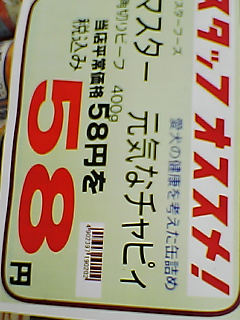 スタッフ オススメ!
愛犬の健康を考えた缶詰め
スターフーズ
マスター 元気なチャピィ
角切りビーフ 400g
当店平常価格 58円を
税込み
58円